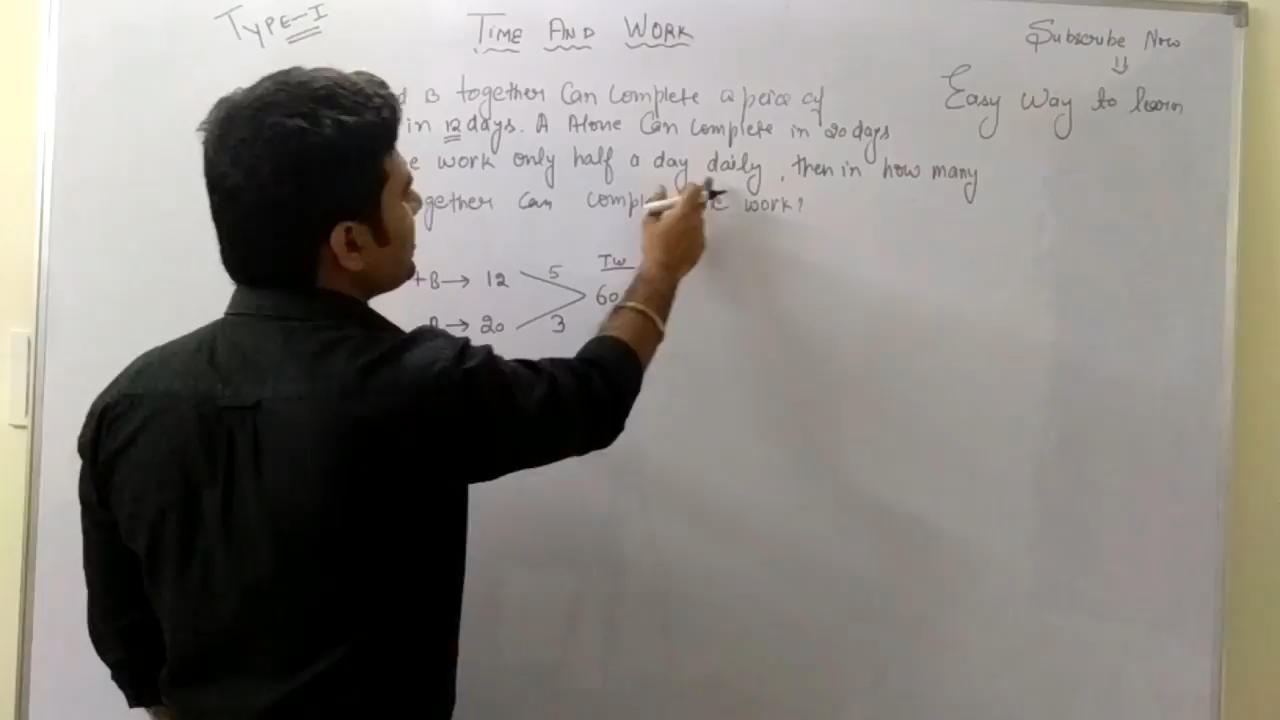 TYPE-I
TIME AND WORK
Subscribe Now
Easy way to learn
B together Can Complete a peice of
in 12 days. A Alone Can Complete in 20 days
work only half a day daily, then in how many
Can work?
TW
+B→ 12 5
60
→ 20 3